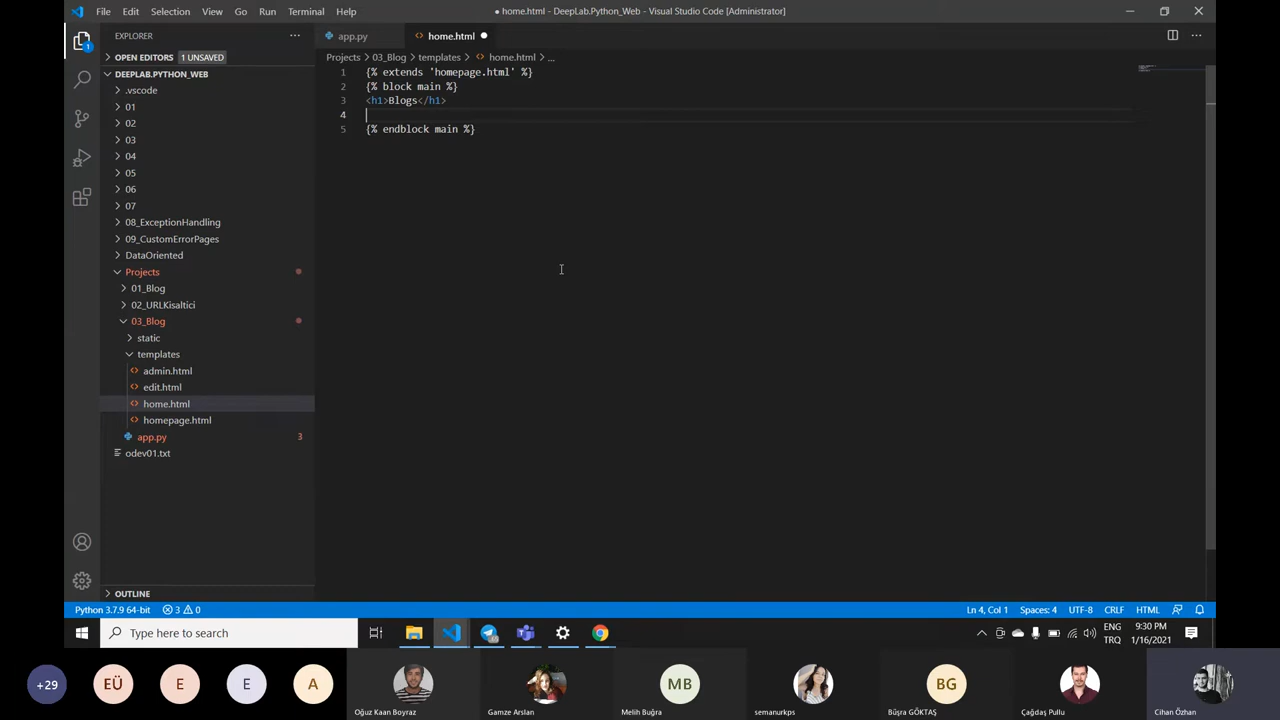 File Edit Selection View Go Run Terminal Help
● home.html - DeepLab.Python_Web - Visual Studio Code [Administrator]
EXPLORER
app.py
home.html
OPEN EDITORS 1 UNSAVED
Projects > 03_Blog > templates > home.html > ...
DEEPLAB.PYTHON_WEB
.vscode
01
02
03
04
05
06
07
08_ExceptionHandling
09_CustomErrorPages
DataOriented
Projects
01_Blog
02_URLKisaltici
03_Blog
static
templates
admin.html
edit.html
home.html
homepage.html
app.py 3
odev01.txt
OUTLINE
1 {% extends 'homepage.html' %}
2 {% block main %}
3 <h1>Blogs</h1>
4
5 {% endblock main %}
1
Python 3.7.9 64-bit 3 0
Ln 4, Col 1 Spaces: 4 UTF-8 CRLF HTML
Type here to search
ENG
TRQ
9:30 PM
1/16/2021
+29 EÜ E E A MB BG
Oğuz Kaan Boyraz Gamze Arslan Melih Buğra semanurkps Büşra GÖKTAŞ Çağdaş Pullu Cihan Özhan